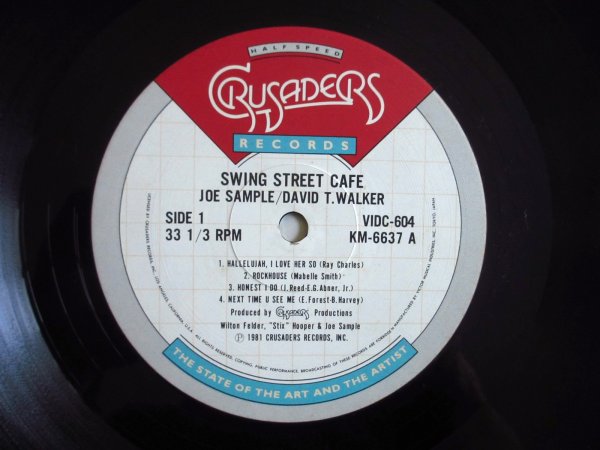 HALF SPEED
CRUSADERS
RECORDS
SWING STREET CAFE
JOE SAMPLE/DAVID T. WALKER
SIDE 1
33 1/3 RPM
VIDC-604
KM-6637 A
1. HALLELUJAH, I LOVE HER SO (Ray Charles)
2. ROCKHOUSE (Mabelle Smith)
3. HONEST I DO (J. Reed-E.G. Abner, Jr.)
4. NEXT TIME U SEE ME (E. Forest-B. Harvey)
Produced by Crusaders Productions
Wilton Felder, "Stix" Hooper & Joe Sample
Ⓟ 1981 CRUSADERS RECORDS, INC.
THE STATE OF THE ART AND THE ARTIST